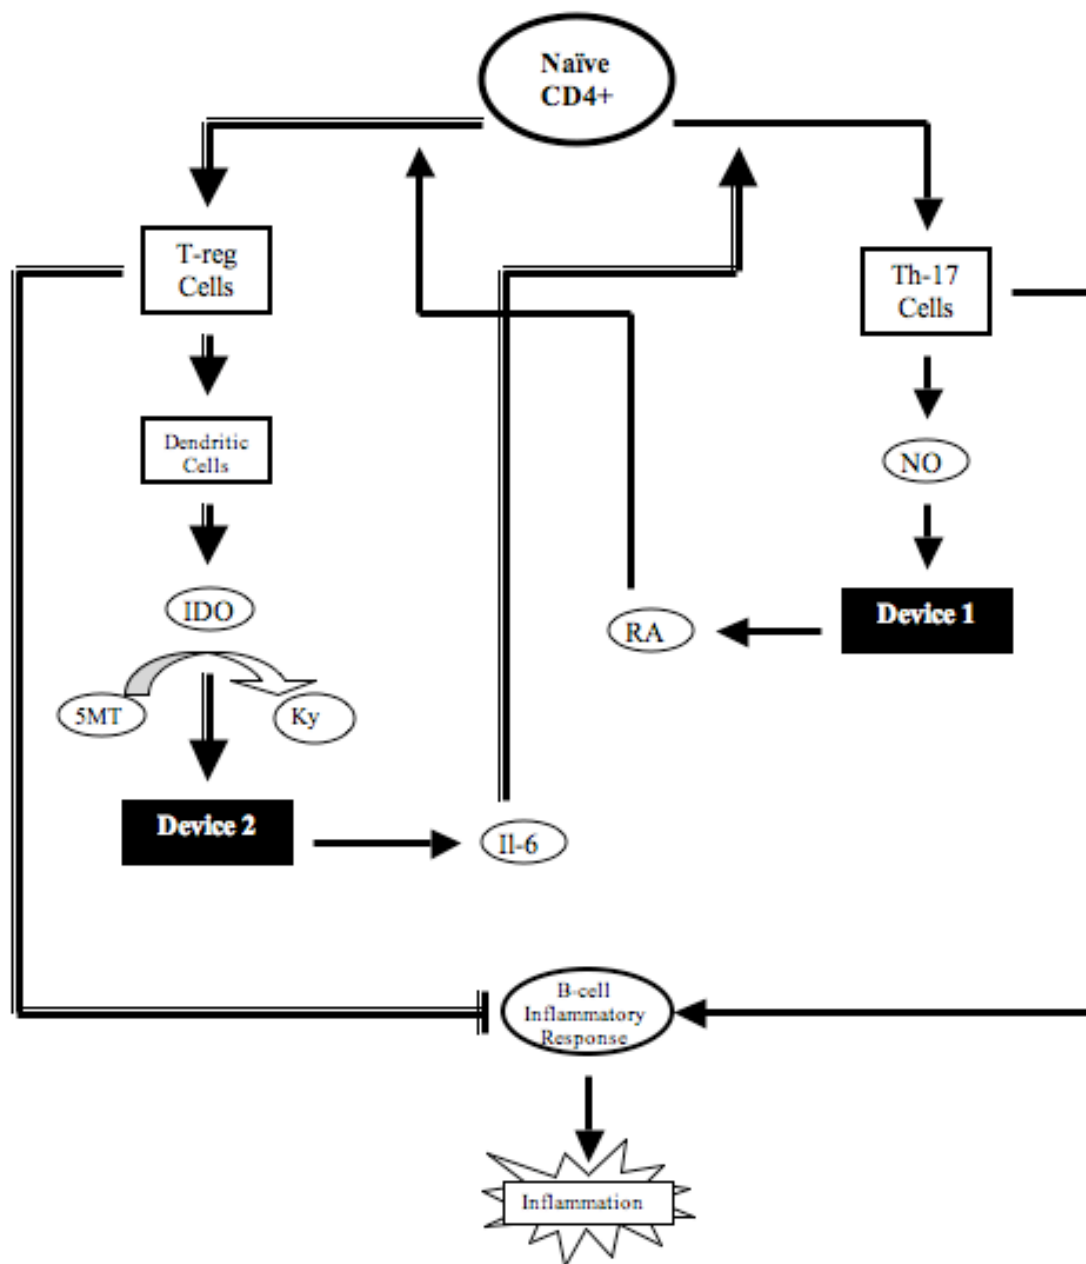 Naïve
CD4+
T-reg
Cells
Th-17
Cells
Dendritic
Cells
NO
IDO
Device 1
RA
5MT
Ky
Device 2
Il-6
B-cell
Inflammatory
Response
Inflammation